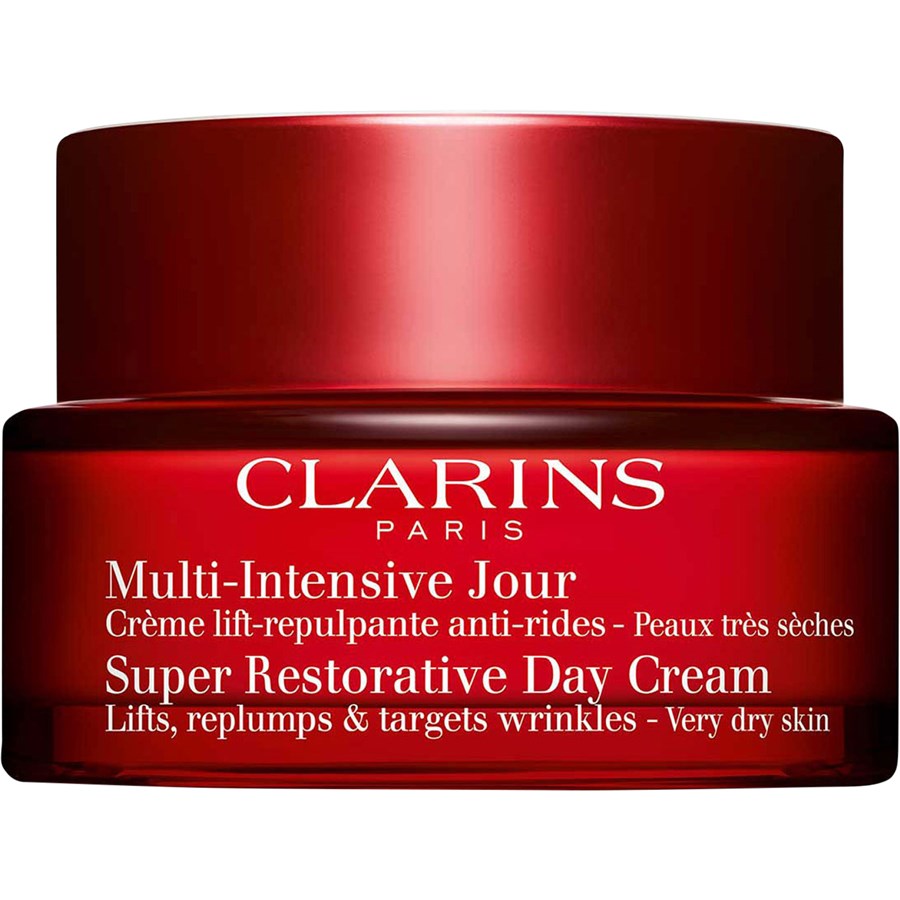 CLARINS
PARIS
Multi-Intensive Jour
Crème lift-repulpante anti-rides - Peaux très sèches
Super Restorative Day Cream
Lifts, replumps & targets wrinkles - Very dry skin